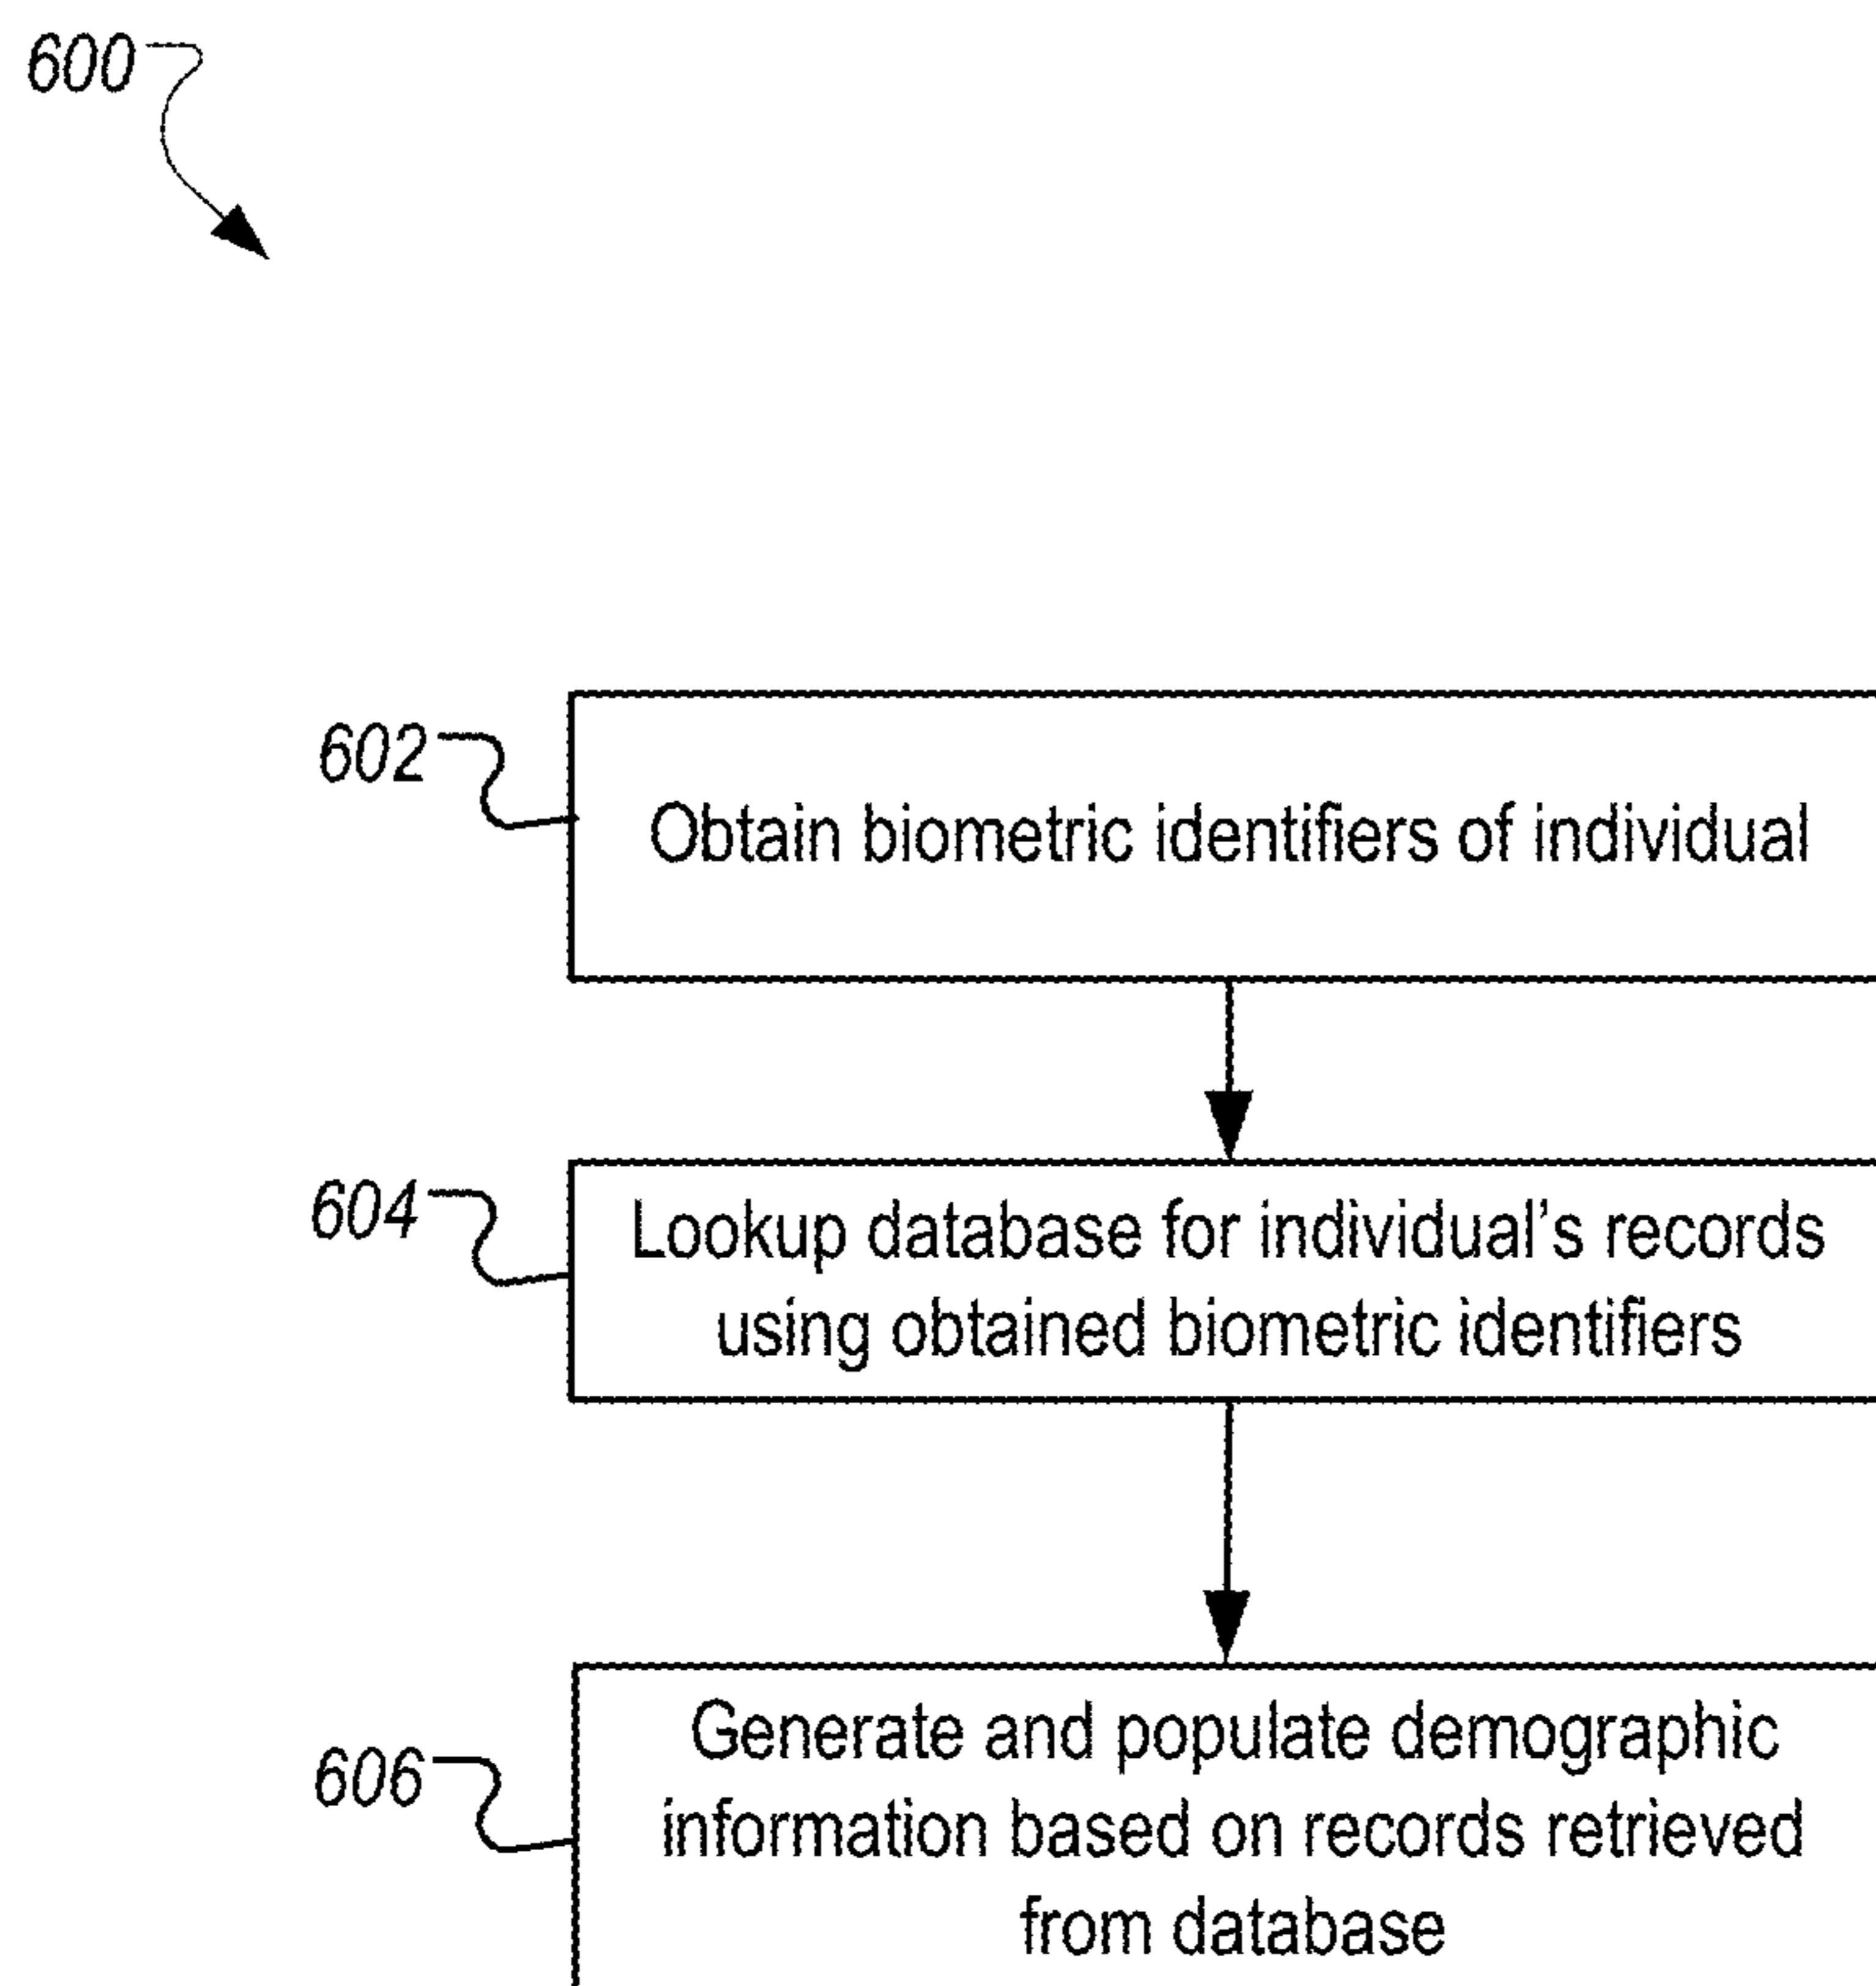 600
602
Obtain biometric identifiers of individual
604
Lookup database for individual's records
using obtained biometric identifiers
606
Generate and populate demographic
information based on records retrieved
from database